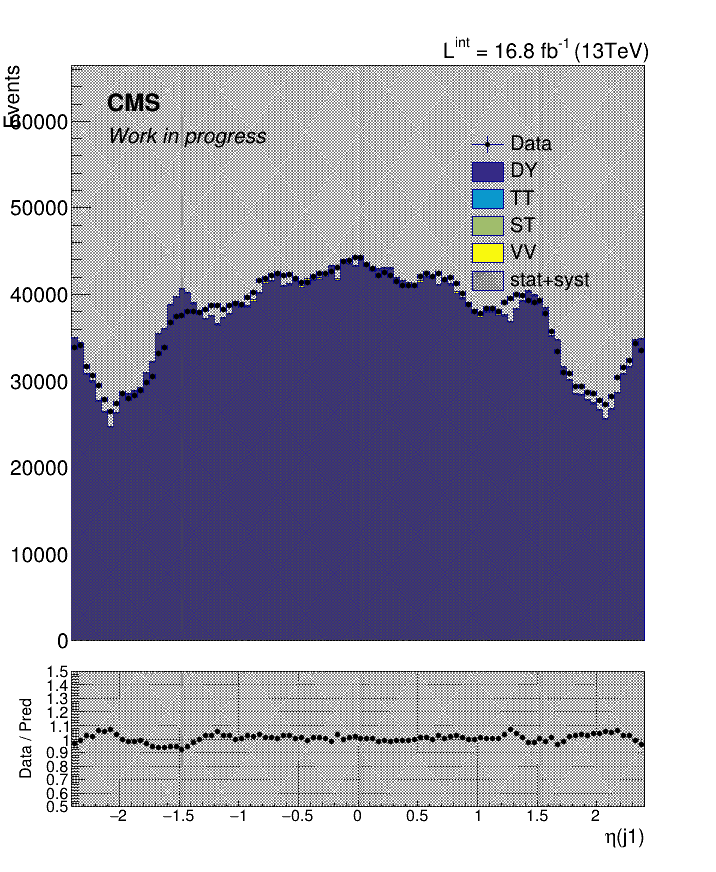 L^int = 16.8 fb^-1 (13TeV)
Events
CMS
Work in progress
Data
DY
TT
ST
VV
stat+syst
60000
50000
40000
30000
20000
10000
0
Data / Pred
1.5
1.4
1.3
1.2
1.1
1
0.9
0.8
0.7
0.6
0.5
−2 −1.5 −1 −0.5 0 0.5 1 1.5 2
η(j1)